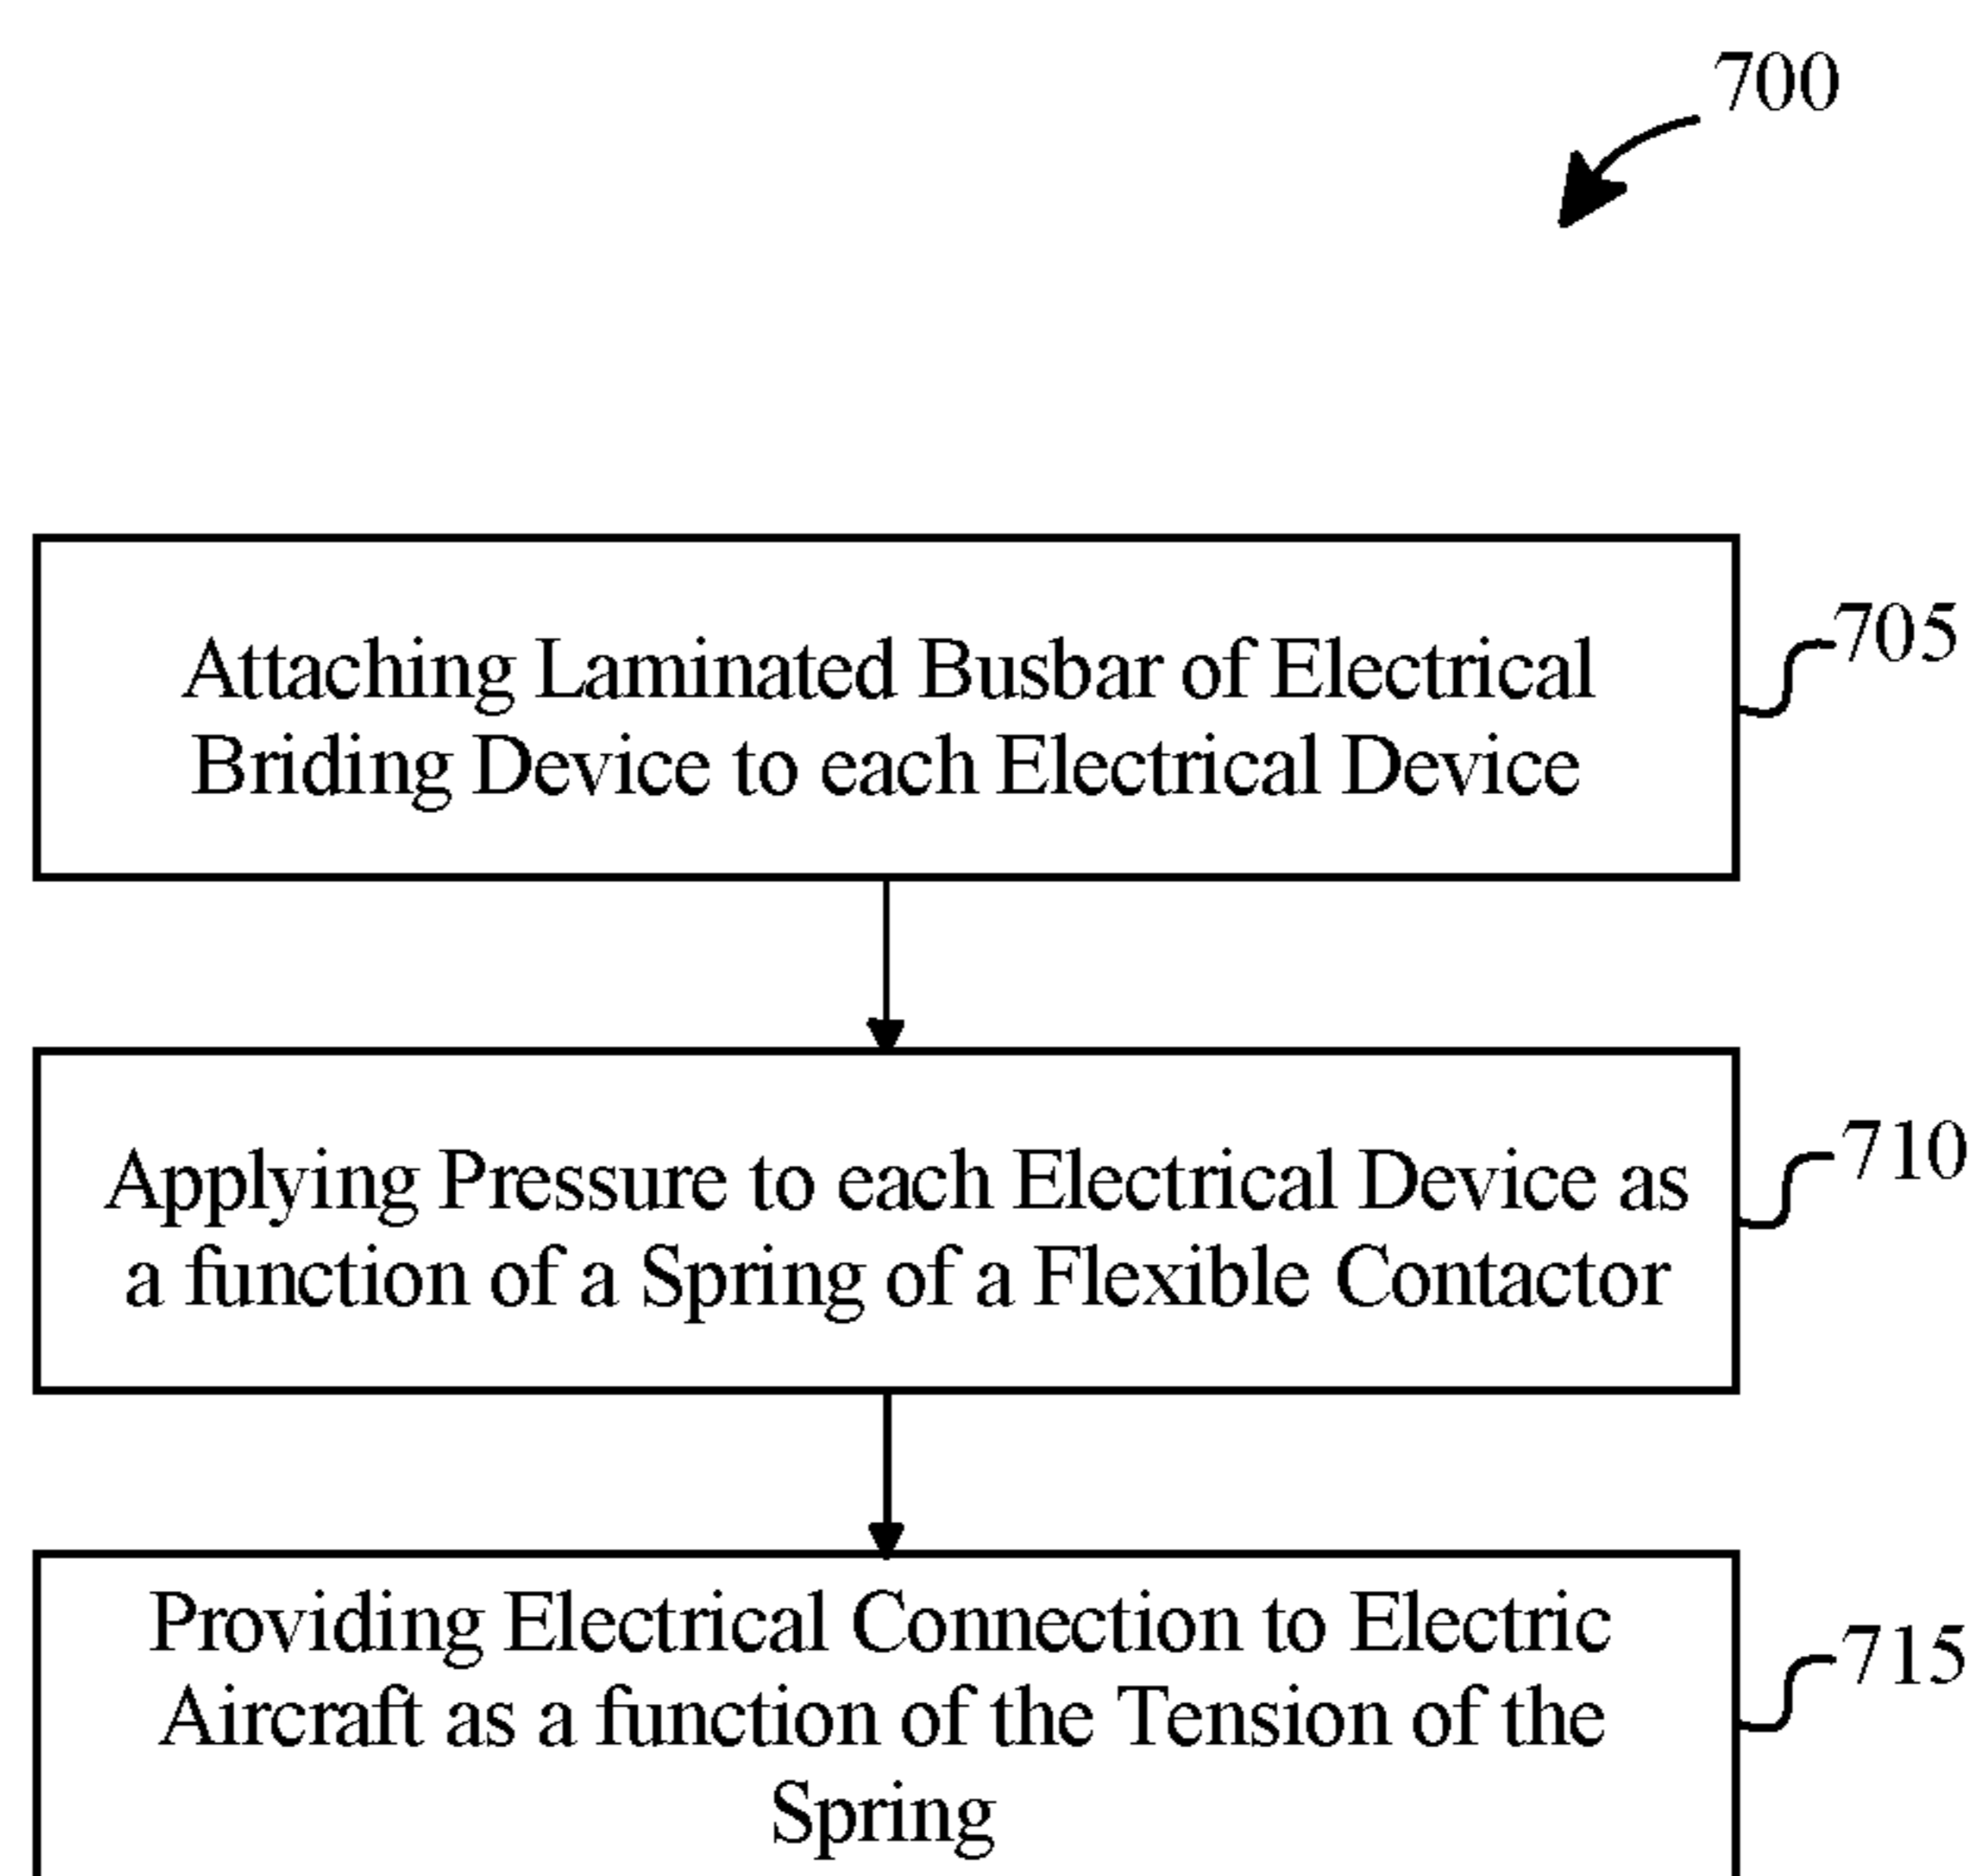 700
Attaching Laminated Busbar of Electrical
Briding Device to each Electrical Device
705
Applying Pressure to each Electrical Device as
a function of a Spring of a Flexible Contactor
710
Providing Electrical Connection to Electric
Aircraft as a function of the Tension of the
Spring
715